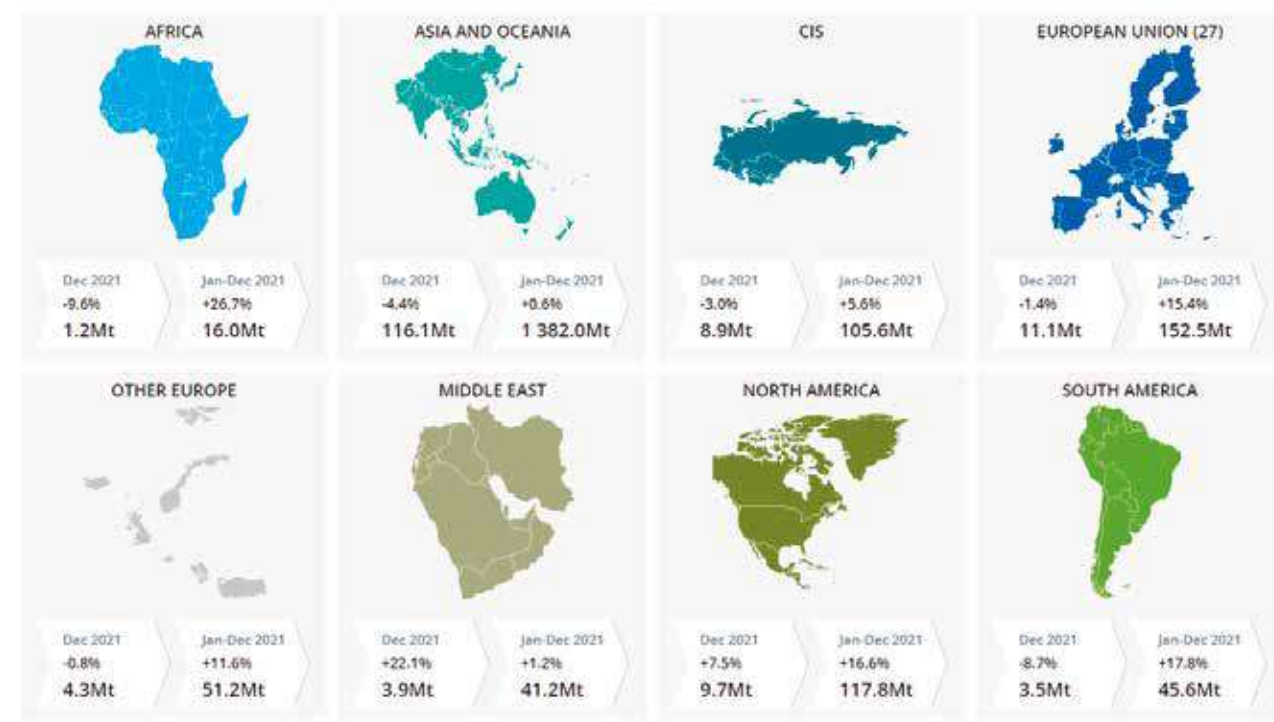 AFRICA
Dec 2021
-9.6%
1.2Mt
Jan-Dec 2021
+26.7%
16.0Mt
ASIA AND OCEANIA
Dec 2021
-4.4%
116.1Mt
Jan-Dec 2021
+0.6%
1 382.0Mt
CIS
Dec 2021
-3.0%
8.9Mt
Jan-Dec 2021
+5.6%
105.6Mt
EUROPEAN UNION (27)
Dec 2021
-1.4%
11.1Mt
Jan-Dec 2021
+15.4%
152.5Mt
OTHER EUROPE
Dec 2021
-0.8%
4.3Mt
Jan-Dec 2021
+11.6%
51.2Mt
MIDDLE EAST
Dec 2021
+22.1%
3.9Mt
Jan-Dec 2021
+1.2%
41.2Mt
NORTH AMERICA
Dec 2021
+7.5%
9.7Mt
Jan-Dec 2021
+16.6%
117.8Mt
SOUTH AMERICA
Dec 2021
-8.7%
3.5Mt
Jan-Dec 2021
+17.8%
45.6Mt